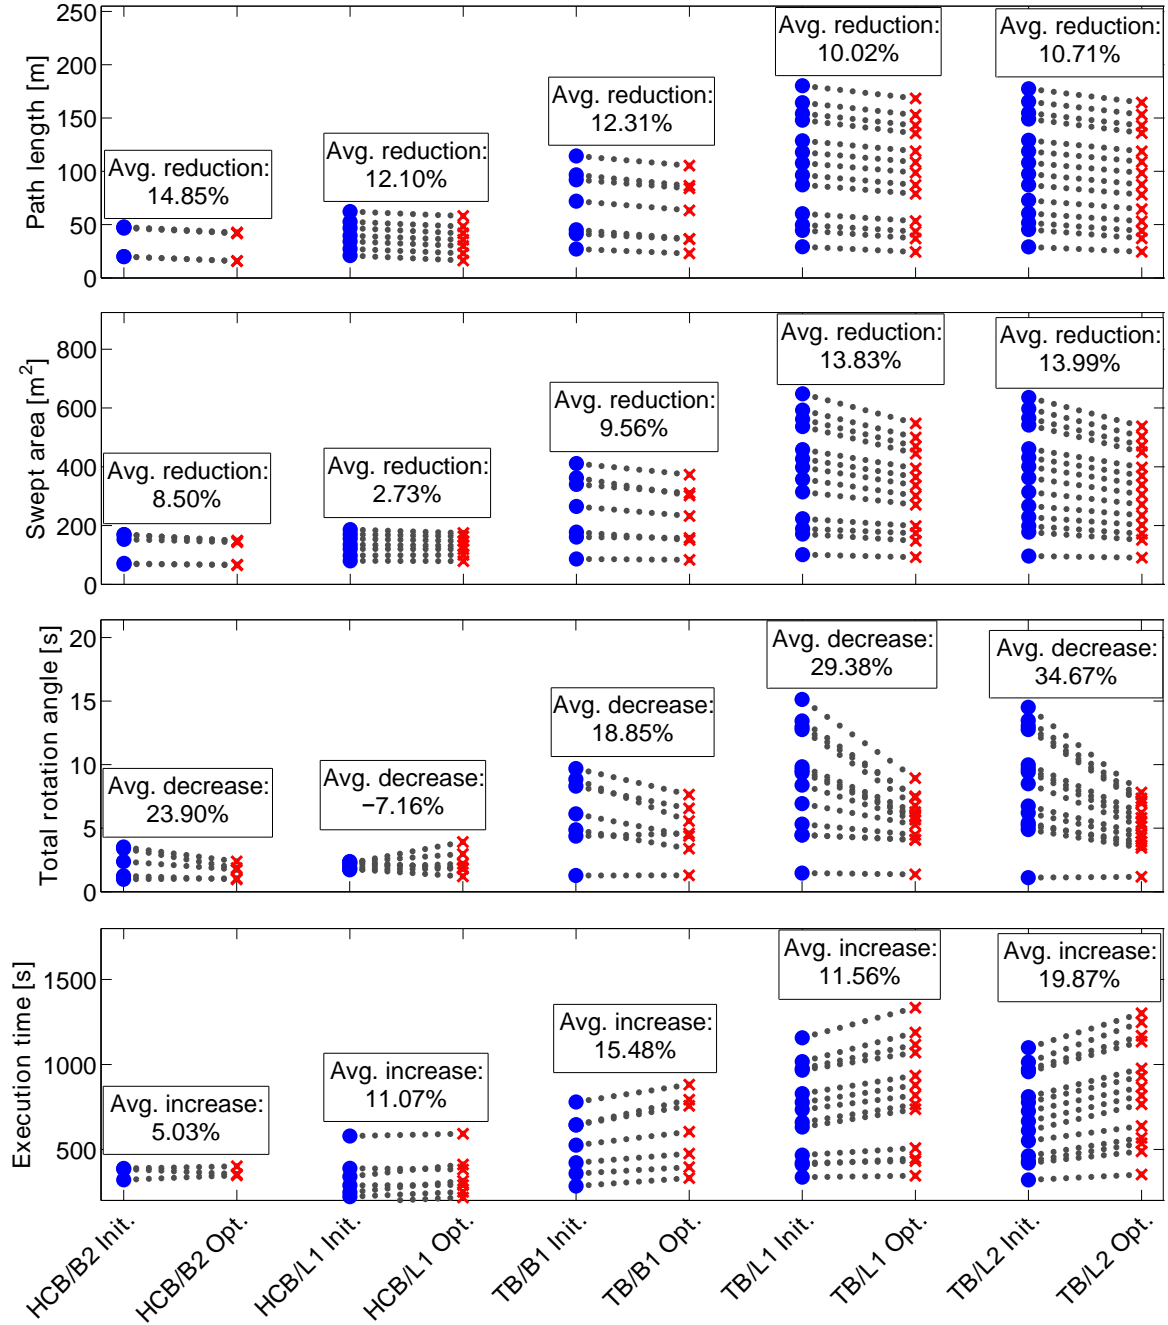 250
200
150
100
50
0
Path length [m]
Avg. reduction:
14.85%
Avg. reduction:
12.10%
Avg. reduction:
12.31%
Avg. reduction:
10.02%
Avg. reduction:
10.71%
800
600
400
200
0
Swept area [m²]
Avg. reduction:
8.50%
Avg. reduction:
2.73%
Avg. reduction:
9.56%
Avg. reduction:
13.83%
Avg. reduction:
13.99%
20
15
10
5
0
Total rotation angle [s]
Avg. decrease:
23.90%
Avg. decrease:
−7.16%
Avg. decrease:
18.85%
Avg. decrease:
29.38%
Avg. decrease:
34.67%
1500
1000
500
Execution time [s]
Avg. increase:
5.03%
Avg. increase:
11.07%
Avg. increase:
15.48%
Avg. increase:
11.56%
Avg. increase:
19.87%
HCB/B2 Init.
HCB/B2 Opt.
HCB/L1 Init.
HCB/L1 Opt.
TB/B1 Init.
TB/B1 Opt.
TB/L1 Init.
TB/L1 Opt.
TB/L2 Init.
TB/L2 Opt.